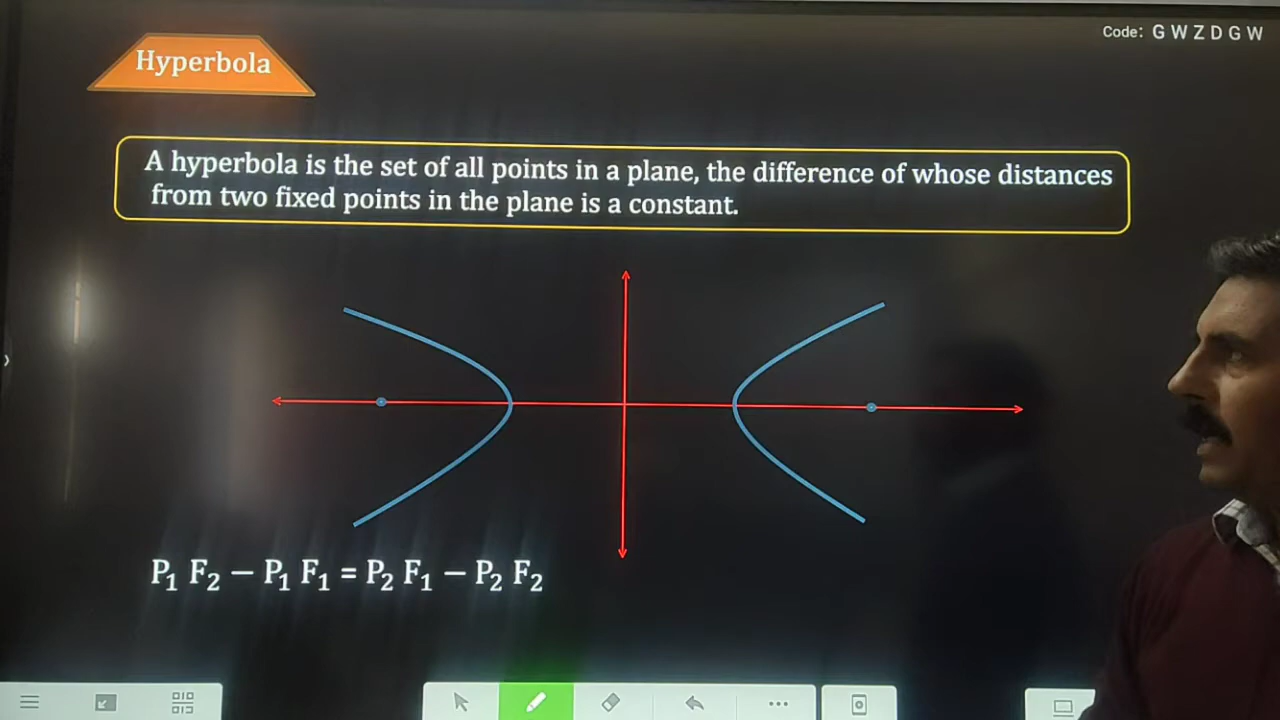 Code: G W Z D G W
Hyperbola
A hyperbola is the set of all points in a plane, the difference of whose distances
from two fixed points in the plane is a constant.
P₁ F₂ – P₁ F₁ = P₂ F₁ – P₂ F₂